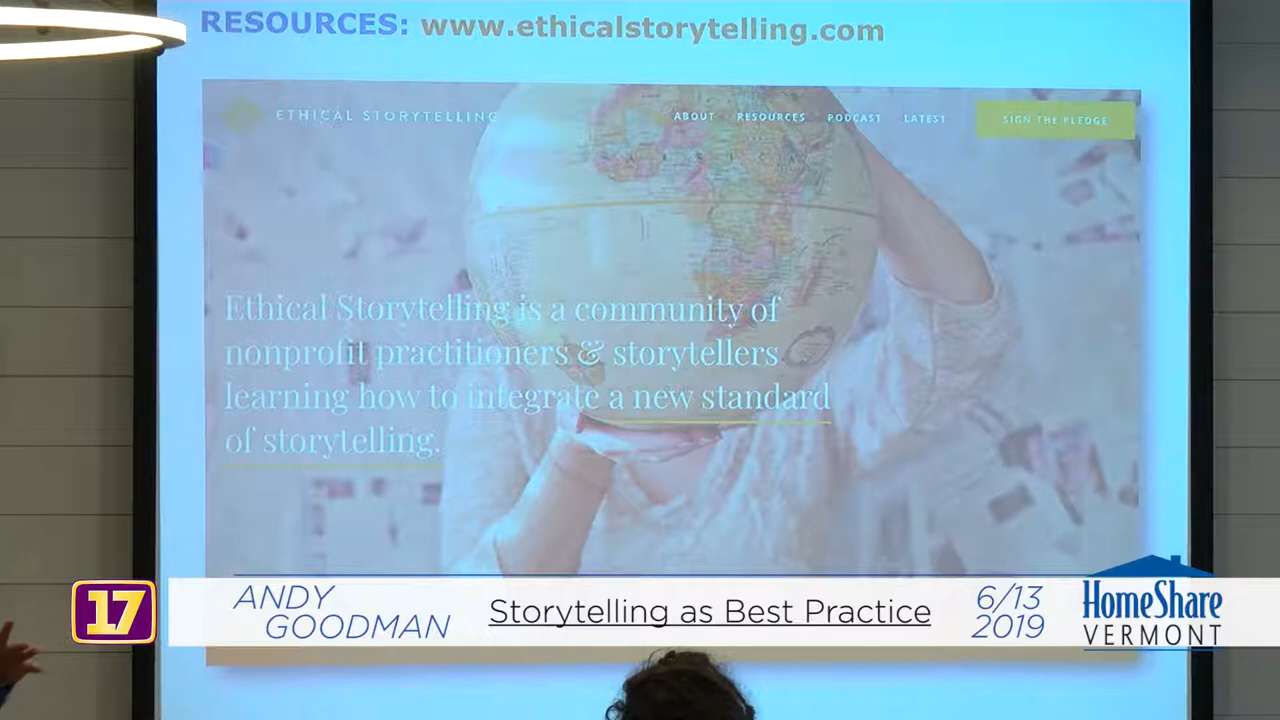 RESOURCES: www.ethicalstorytelling.com
ETHICAL STORYTELLING ABOUT RESOURCES PODCAST LATEST SIGN THE PLEDGE
AFRICA
Ethical Storytelling is a community of
nonprofit practitioners & storytellers
learning how to integrate a new standard
of storytelling.
17
ANDY
GOODMAN
Storytelling as Best Practice
6/13
2019
HomeShare
VERMONT